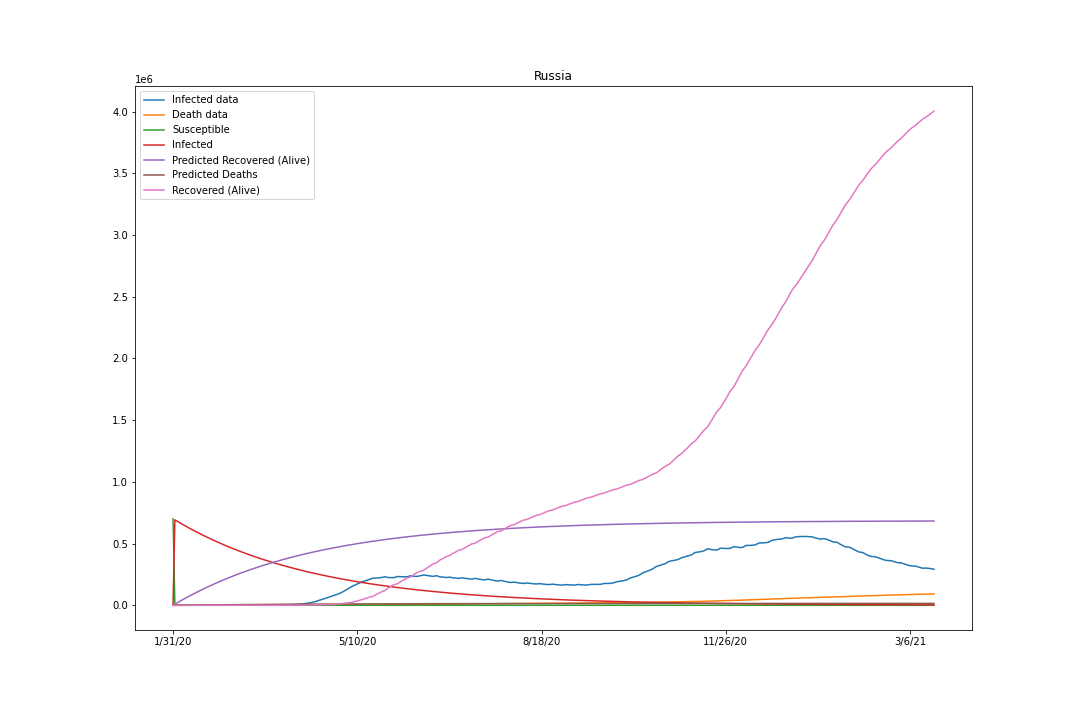 Russia
1e6
4.0
3.5
3.0
2.5
2.0
1.5
1.0
0.5
0.0
Infected data
Death data
Susceptible
Infected
Predicted Recovered (Alive)
Predicted Deaths
Recovered (Alive)
1/31/20 5/10/20 8/18/20 11/26/20 3/6/21